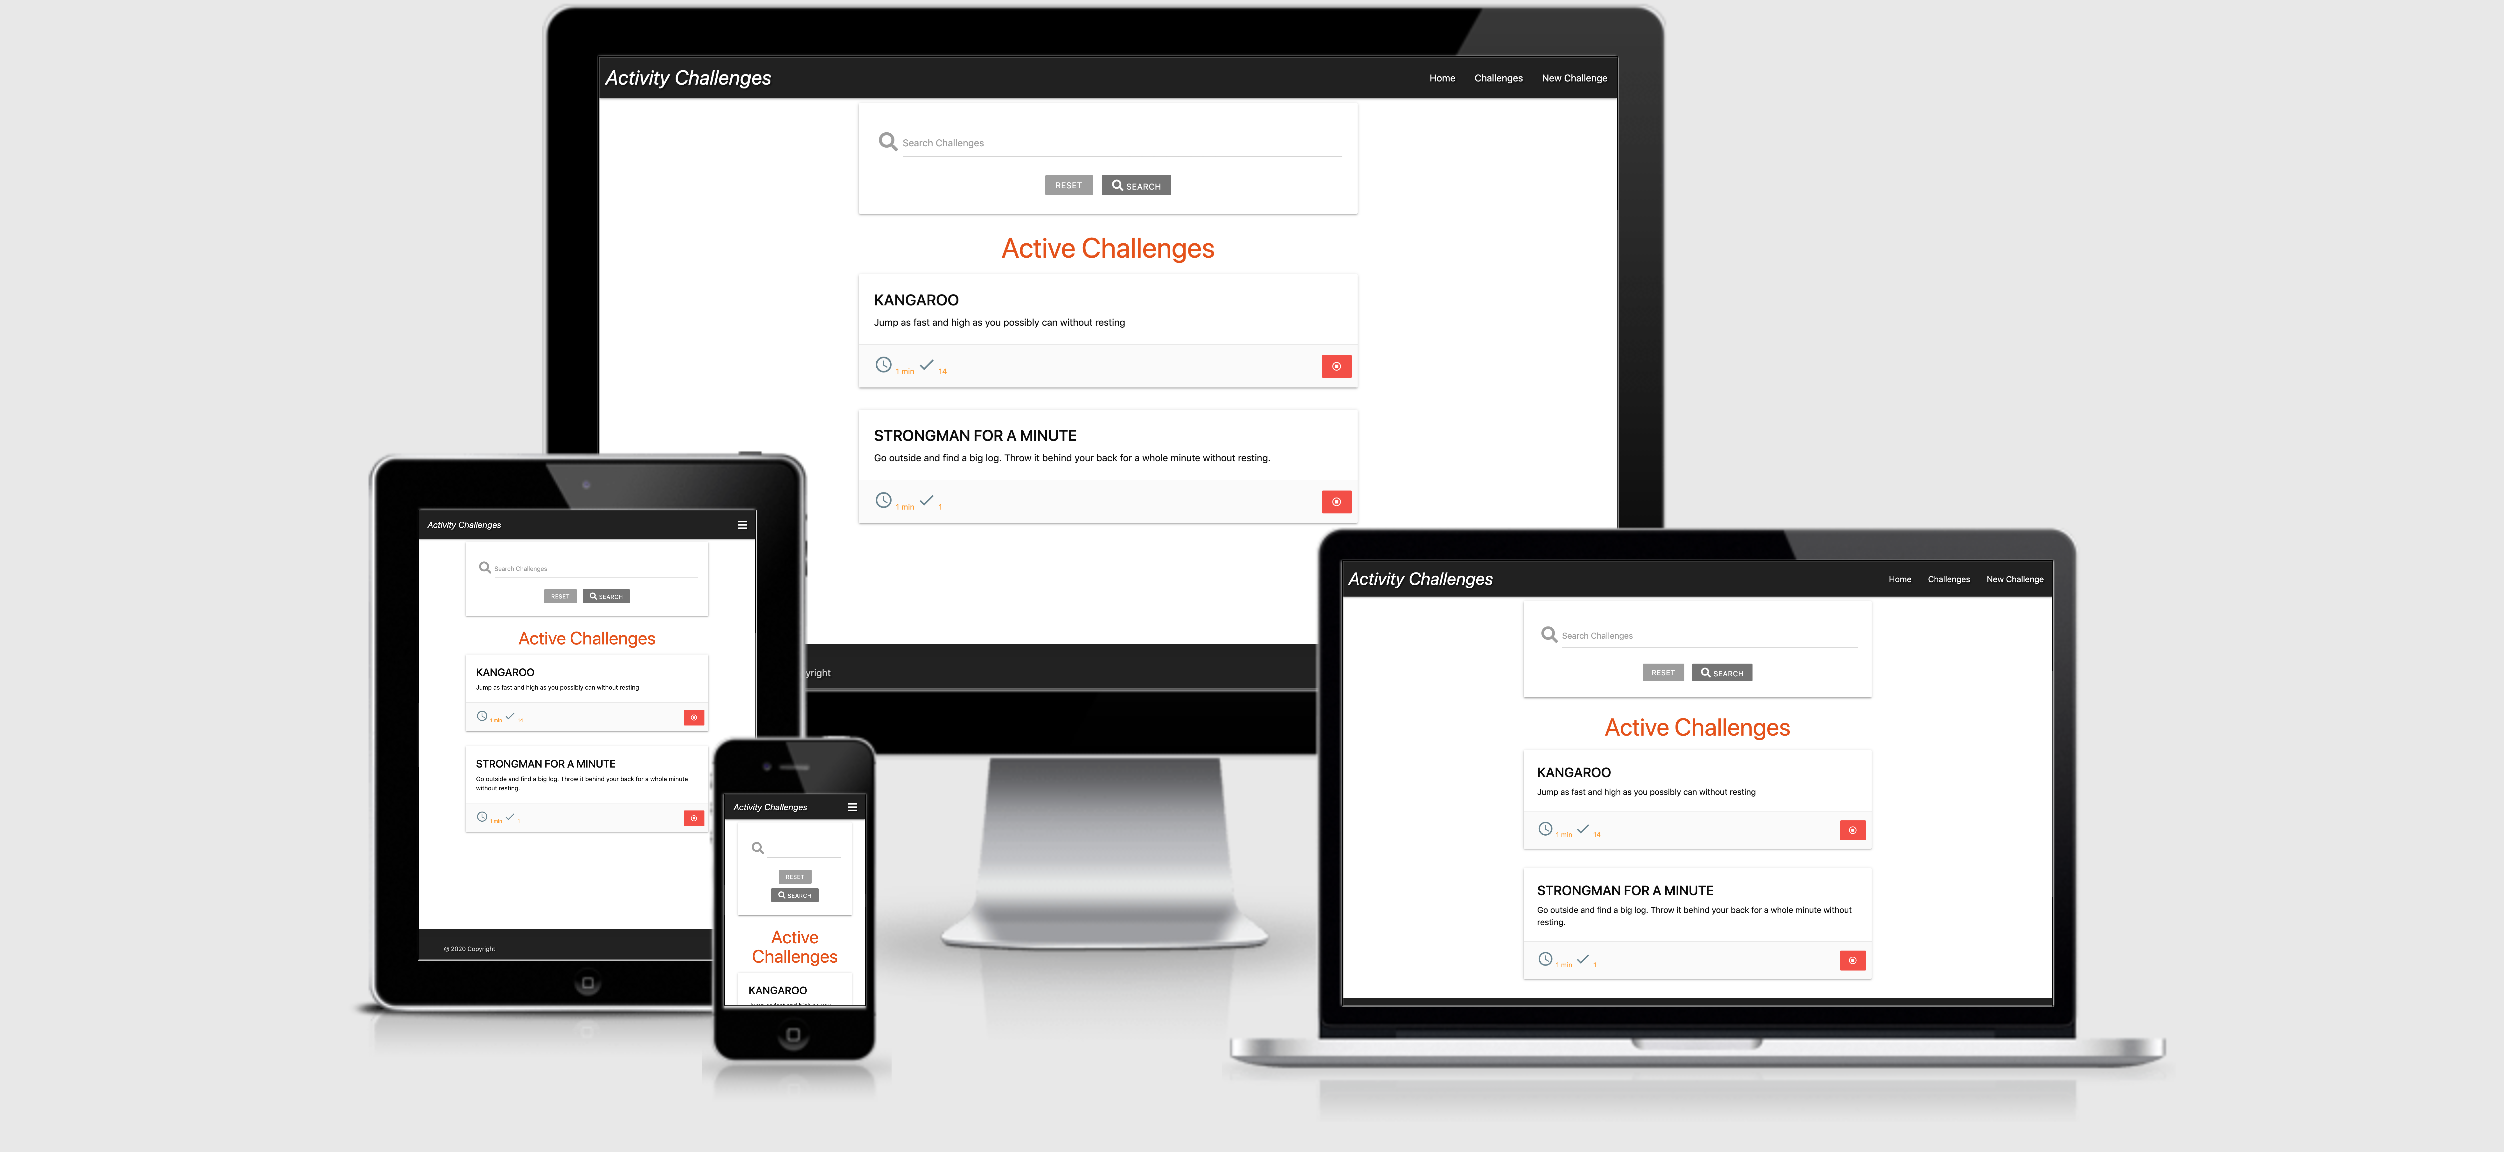 Activity Challenges
Home Challenges New Challenge
Search Challenges
RESET SEARCH
Active Challenges
KANGAROO
Jump as fast and high as you possibly can without resting
1 min 14
STRONGMAN FOR A MINUTE
Go outside and find a big log. Throw it behind your back for a whole minute without resting.
1 min 1
yright
Activity Challenges
Search Challenges
RESET SEARCH
Active Challenges
KANGAROO
Jump as fast and high as you possibly can without resting
1 min 14
STRONGMAN FOR A MINUTE
Go outside and find a big log. Throw it behind your back for a whole minute
without resting.
1 min 1
© 2020 Copyright
Activity Challenges
RESET
SEARCH
Active
Challenges
KANGAROO
Activity Challenges
Home Challenges New Challenge
Search Challenges
RESET SEARCH
Active Challenges
KANGAROO
Jump as fast and high as you possibly can without resting
1 min 14
STRONGMAN FOR A MINUTE
Go outside and find a big log. Throw it behind your back for a whole minute without
resting.
1 min 1